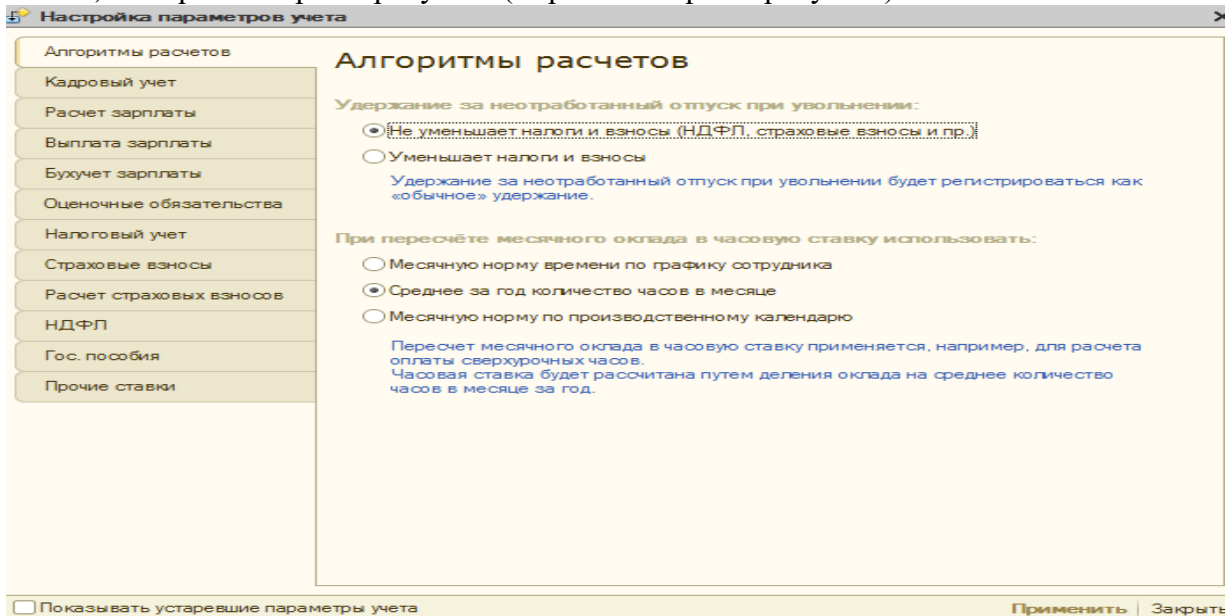 Настройка параметров учета
Алгоритмы расчетов
Кадровый учет
Расчет зарплаты
Выплата зарплаты
Бухучет зарплаты
Оценочные обязательства
Налоговый учет
Страховые взносы
Расчет страховых взносов
НДФЛ
Гос. пособия
Прочие ставки
Алгоритмы расчетов
Удержание за неотработанный отпуск при увольнении:
Не уменьшает налоги и взносы (НДФЛ, страховые взносы и пр.)
Уменьшает налоги и взносы
Удержание за неотработанный отпуск при увольнении будет регистрироваться как
«обычное» удержание.
При пересчёте месячного оклада в часовую ставку использовать:
Месячную норму времени по графику сотрудника
Среднее за год количество часов в месяце
Месячную норму по производственному календарю
Пересчет месячного оклада в часовую ставку применяется, например, для расчета
оплаты сверхурочных часов.
Часовая ставка будет рассчитана путем деления оклада на среднее количество
часов в месяце за год.
Показывать устаревшие параметры учета
Применить
Закрыть